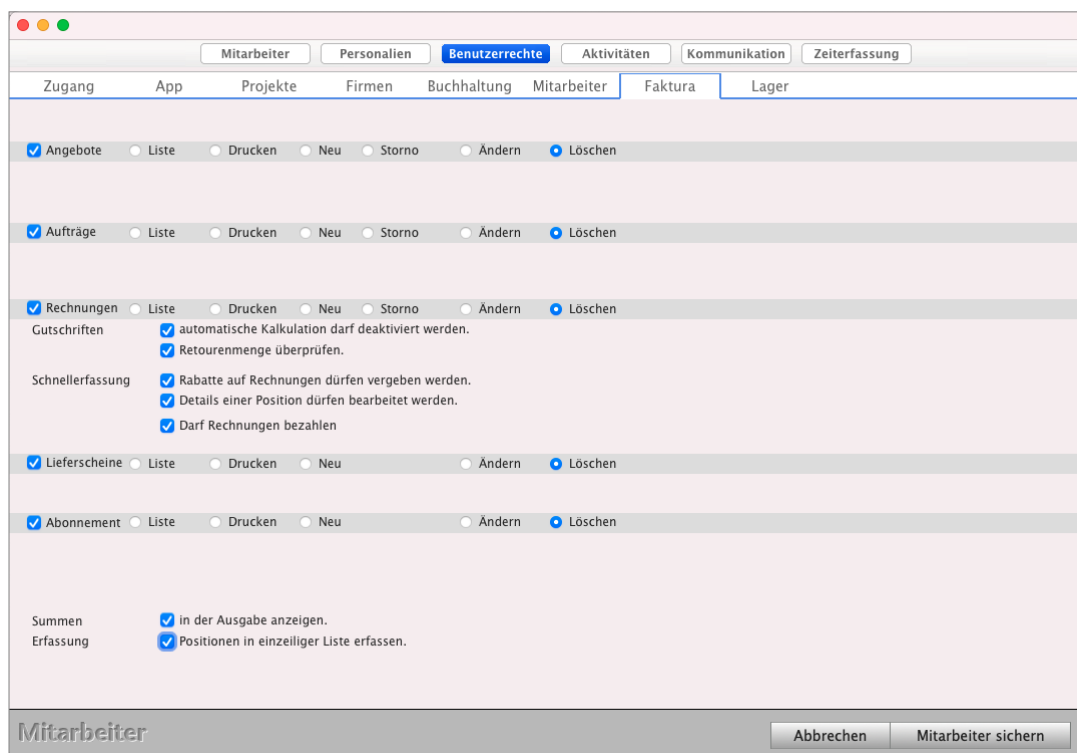 Mitarbeiter Personalien Benutzerrechte Aktivitäten Kommunikation Zeiterfassung
Zugang App Projekte Firmen Buchhaltung Mitarbeiter Faktura Lager
Angebote Liste Drucken Neu Storno Ändern Löschen
Aufträge Liste Drucken Neu Storno Ändern Löschen
Rechnungen Liste Drucken Neu Storno Ändern Löschen
Gutschriften automatische Kalkulation darf deaktiviert werden.
Retourenmenge überprüfen.
Schnellerfassung Rabatte auf Rechnungen dürfen vergeben werden.
Details einer Position dürfen bearbeitet werden.
Darf Rechnungen bezahlen
Lieferscheine Liste Drucken Neu Ändern Löschen
Abonnement Liste Drucken Neu Ändern Löschen
Summen in der Ausgabe anzeigen.
Erfassung Positionen in einzeiliger Liste erfassen.
Mitarbeiter Abbrechen Mitarbeiter sichern